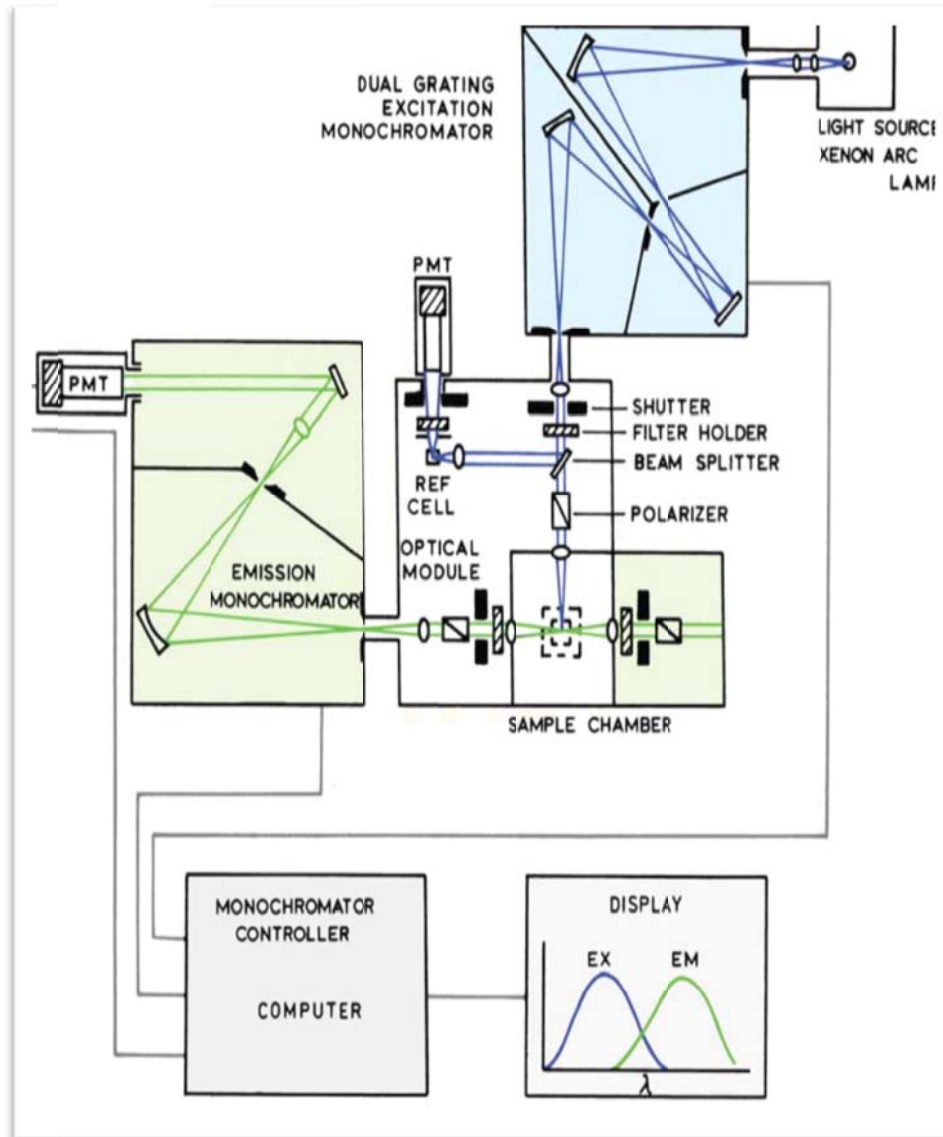 DUAL GRATING
EXCITATION
MONOCHROMATOR
LIGHT SOURCE
XENON ARC
LAMP
PMT
PMT
SHUTTER
FILTER HOLDER
BEAM SPLITTER
REF
CELL
POLARIZER
OPTICAL
MODULE
EMISSION
MONOCHROMATOR
SAMPLE CHAMBER
MONOCHROMATOR
CONTROLLER
COMPUTER
DISPLAY
EX EM
λ